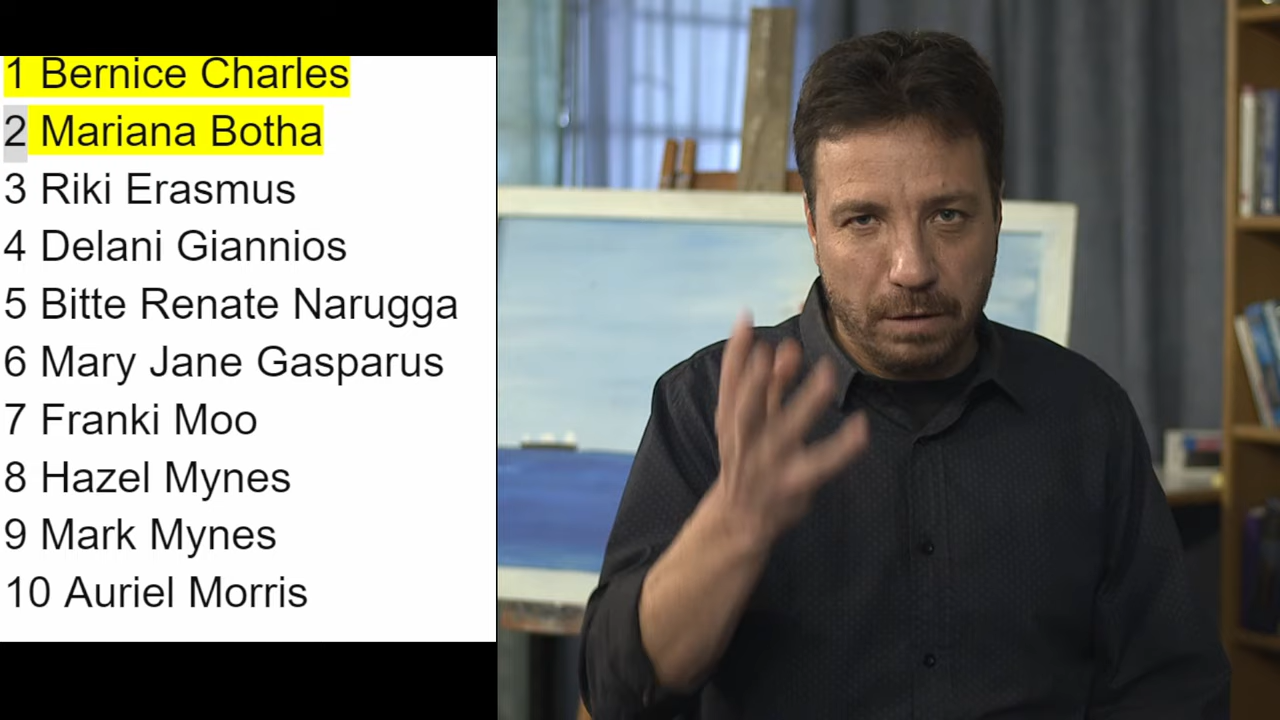 1 Bernice Charles
2 Mariana Botha
3 Riki Erasmus
4 Delani Giannios
5 Bitte Renate Narugga
6 Mary Jane Gasparus
7 Franki Moo
8 Hazel Mynes
9 Mark Mynes
10 Auriel Morris